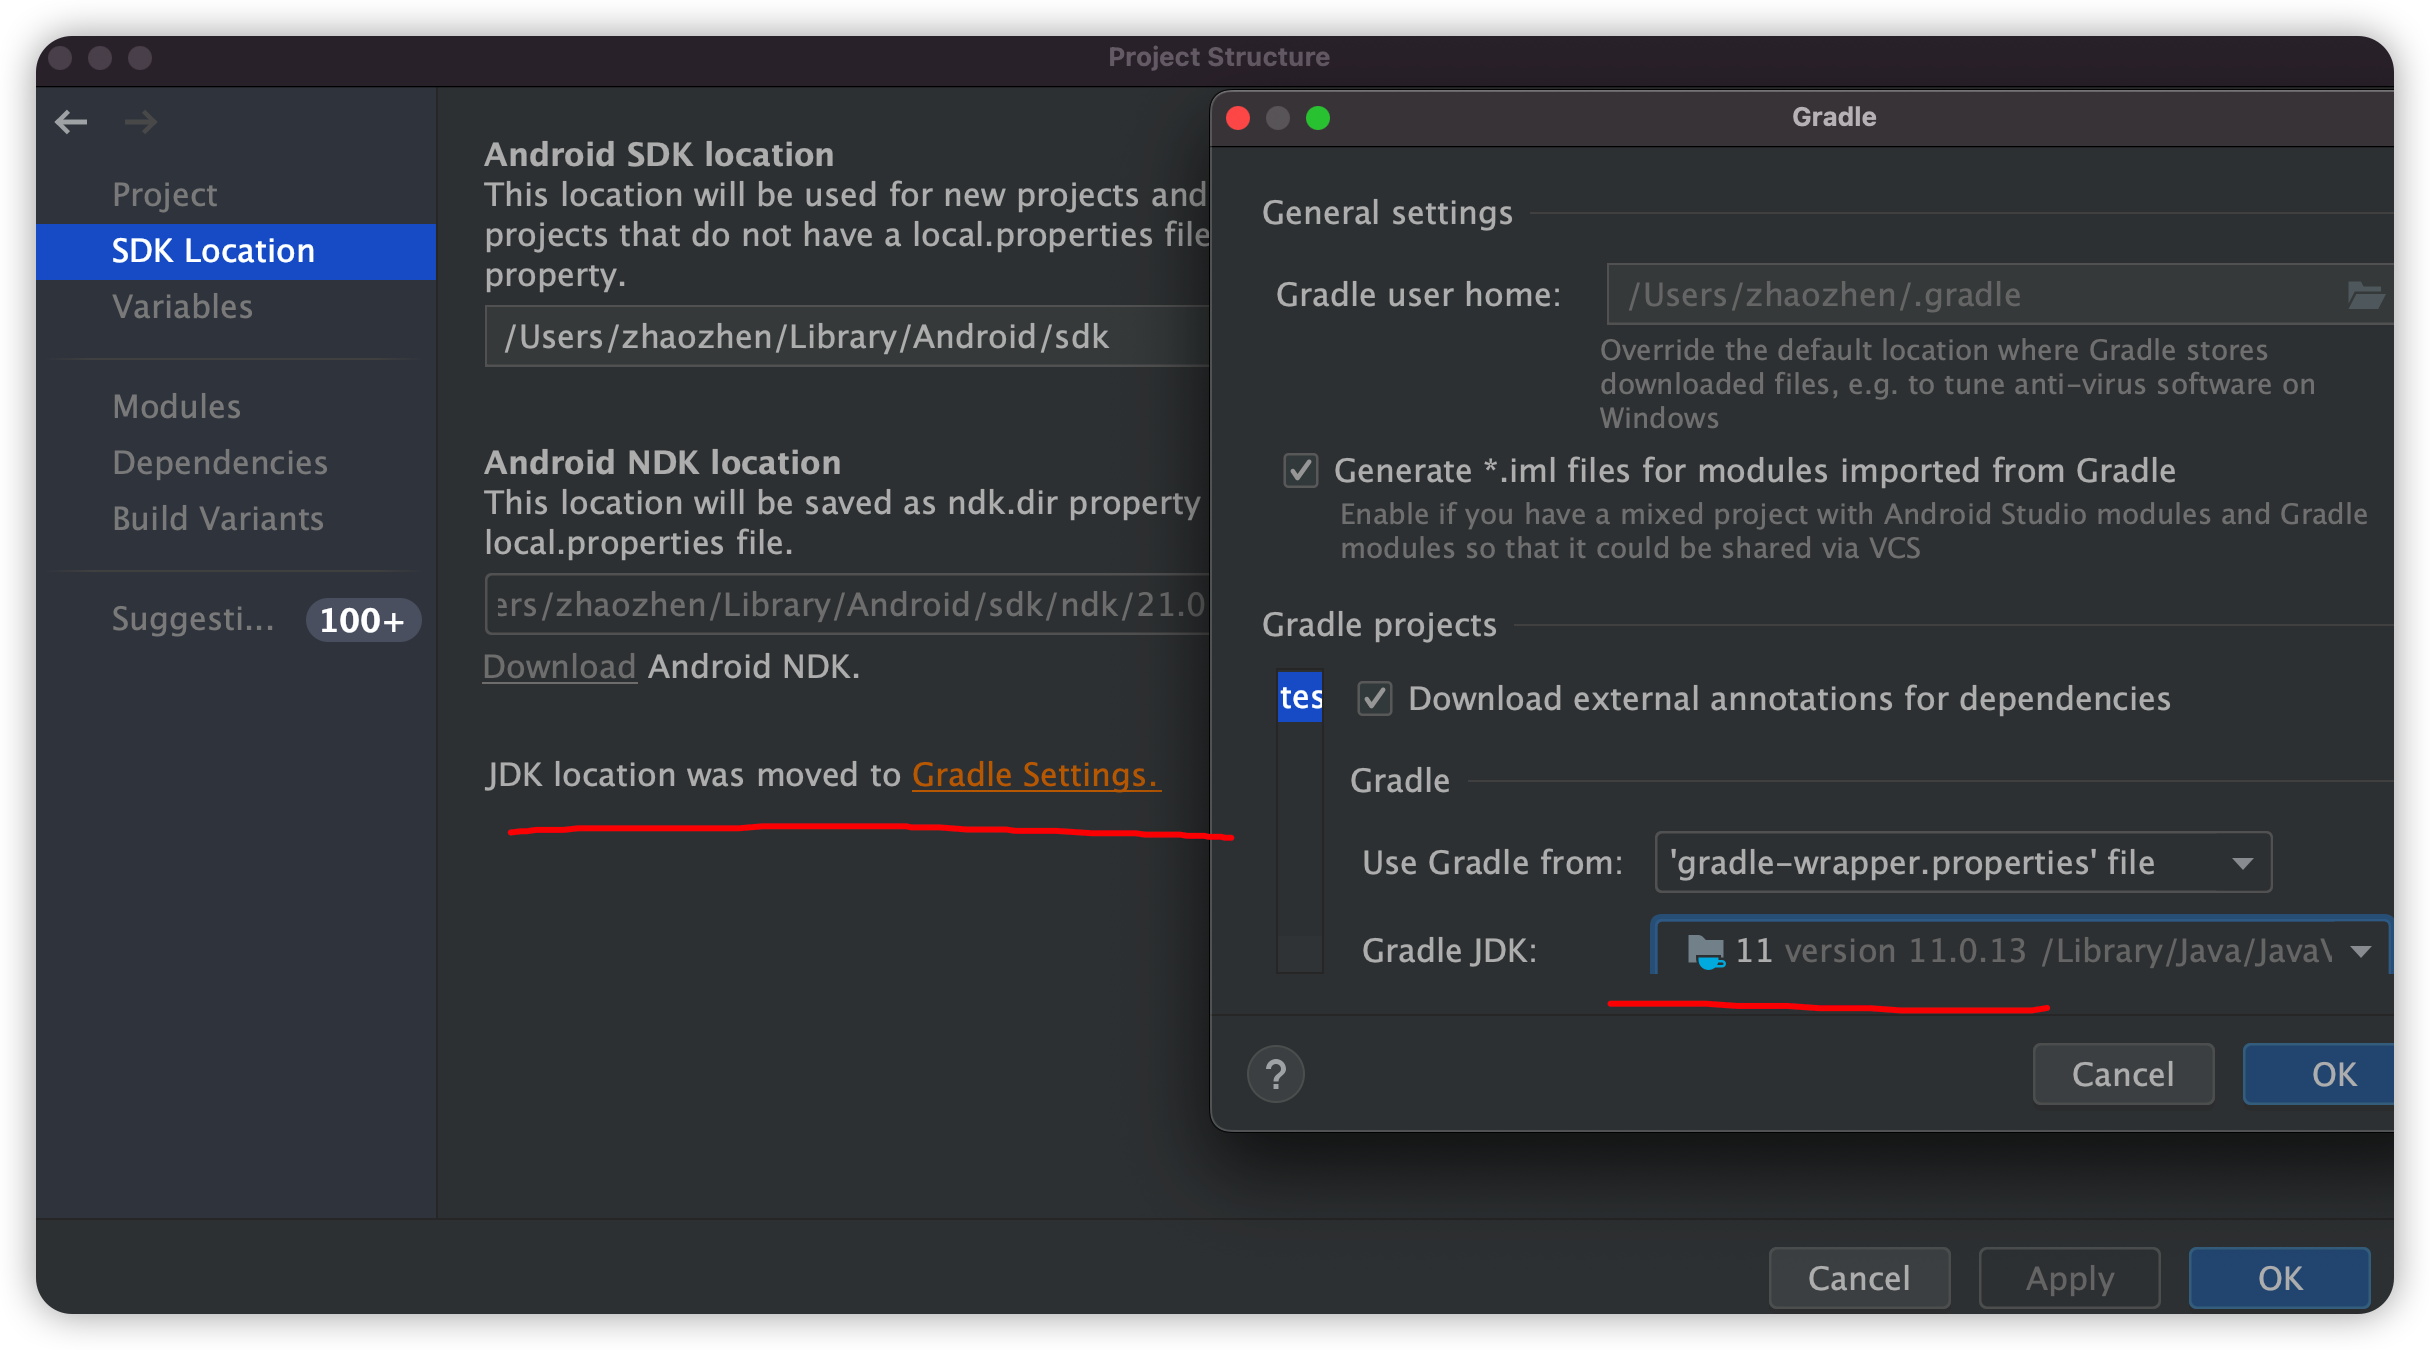 Project Structure
Project
SDK Location
Variables
Modules
Dependencies
Build Variants
Suggesti... 100+
Android SDK location
This location will be used for new projects and
projects that do not have a local.properties file
property.
/Users/zhaozhen/Library/Android/sdk
Android NDK location
This location will be saved as ndk.dir property
local.properties file.
ers/zhaozhen/Library/Android/sdk/ndk/21.0
Download Android NDK.
JDK location was moved to Gradle Settings.
Gradle
General settings
Gradle user home: /Users/zhaozhen/.gradle
Override the default location where Gradle stores
downloaded files, e.g. to tune anti-virus software on
Windows
Generate *.iml files for modules imported from Gradle
Enable if you have a mixed project with Android Studio modules and Gradle
modules so that it could be shared via VCS
Gradle projects
tes
Download external annotations for dependencies
Gradle
Use Gradle from: 'gradle-wrapper.properties' file
Gradle JDK: 11 version 11.0.13 /Library/Java/Java\
?
Cancel
OK
Cancel
Apply
OK